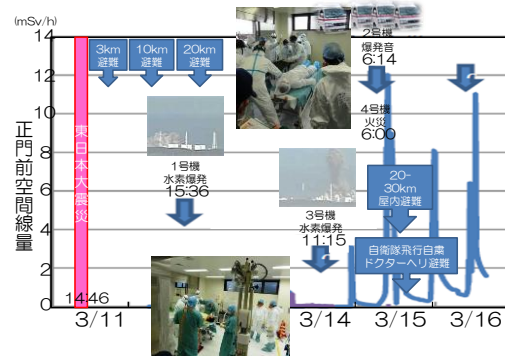 (mSv/h)
14
12
10
8
6
4
2
0
正門前空間線量
東日本大震災
14:46
3km
避難
10km
避難
20km
避難
1号機
水素爆発
15:36
3号機
水素爆発
11:15
2号機
爆発音
6:14
4号機
火災
6:00
20-
30km
屋内避難
自衛隊飛行自粛
ドクターヘリ避難
3/11
3/14
3/15
3/16